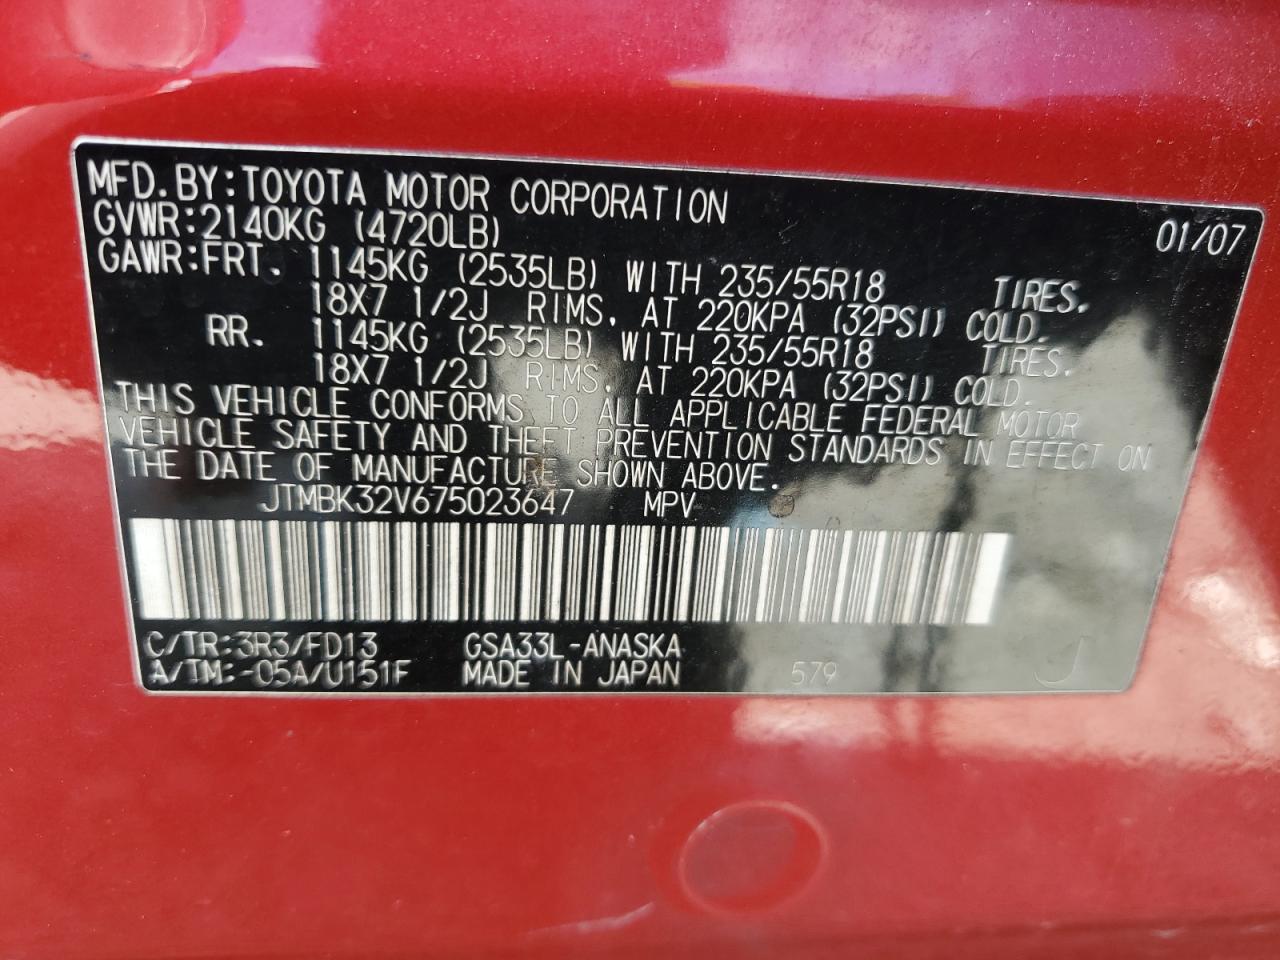 MFD.BY:TOYOTA MOTOR CORPORATION 01/07
GVWR:2140KG (4720LB)
GAWR:FRT. 1145KG (2535LB) WITH 235/55R18 TIRES,
18X7 1/2J RIMS, AT 220KPA (32PSI) COLD.
RR. 1145KG (2535LB) WITH 235/55R18 TIRES,
18X7 1/2J RIMS, AT 220KPA (32PSI) COLD.
THIS VEHICLE CONFORMS TO ALL APPLICABLE FEDERAL MOTOR
VEHICLE SAFETY AND THEFT PREVENTION STANDARDS IN EFFECT ON
THE DATE OF MANUFACTURE SHOWN ABOVE.
JTMBK32V675023647 MPV
C/TR:3R3/FD13 GSA33L-ANASKA
A/TM:-05A/U151F MADE IN JAPAN 579 J